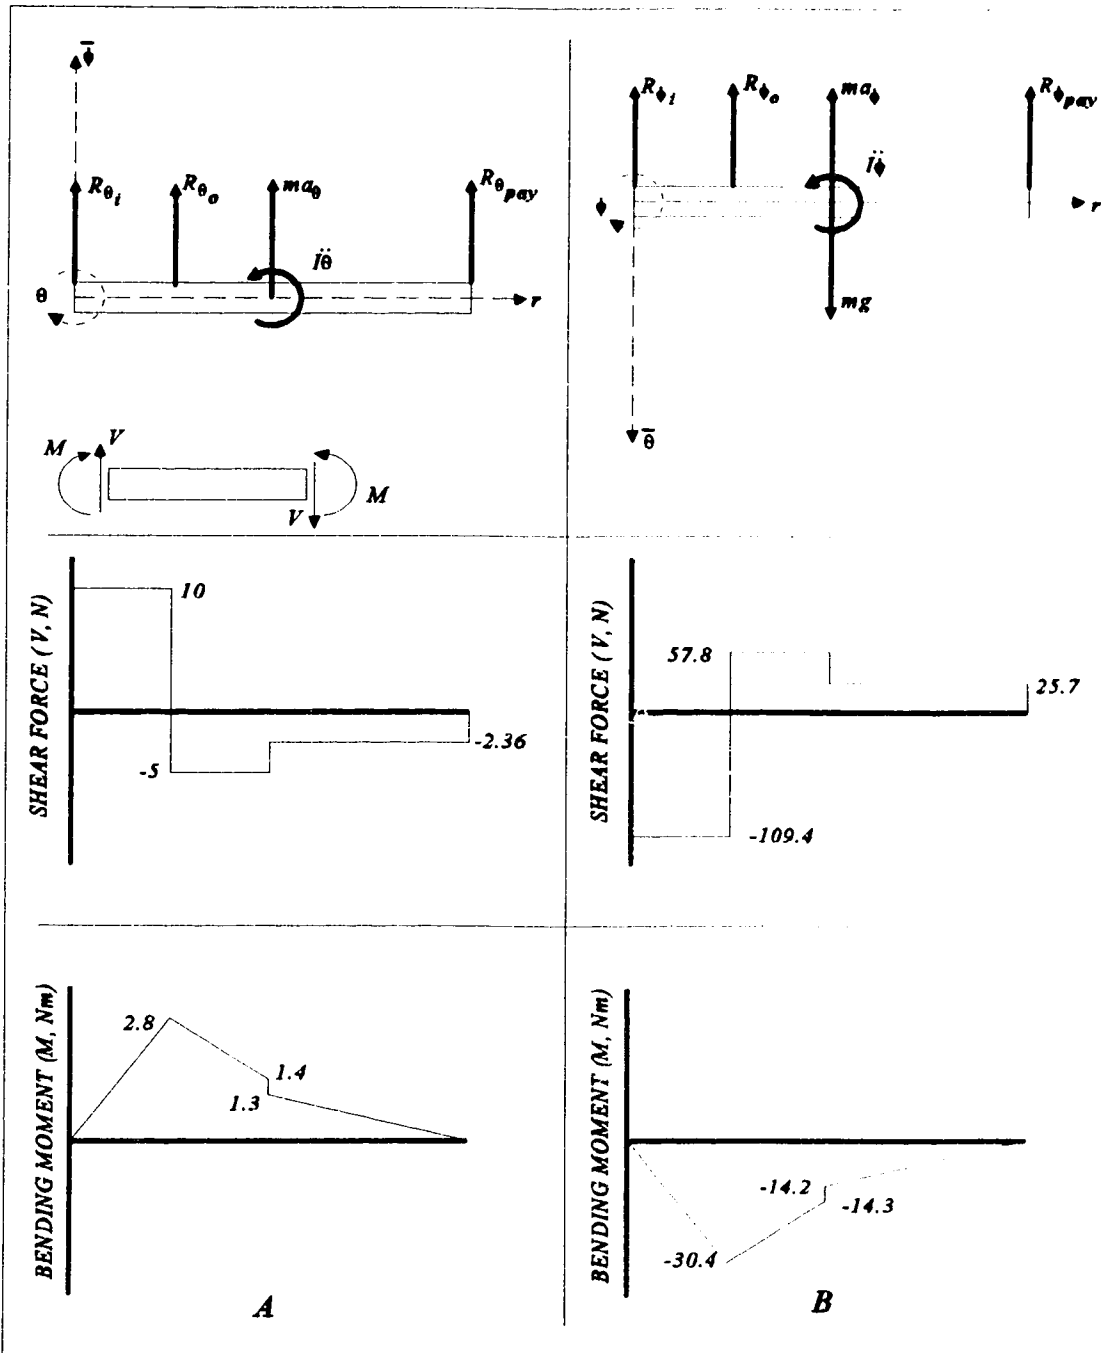 ϕ̄
R_θi
R_θo
ma_θ
R_θpay
Iθ̈
θ
r
M
V
V
M
SHEAR FORCE (V, N)
10
-5
-2.36
BENDING MOMENT (M, Nm)
2.8
1.4
1.3
A
R_ϕi
R_ϕo
ma_ϕ
R_ϕpay
Iϕ̈
ϕ
r
mg
θ̄
SHEAR FORCE (V, N)
57.8
25.7
-109.4
BENDING MOMENT (M, Nm)
-14.2
-14.3
-30.4
B